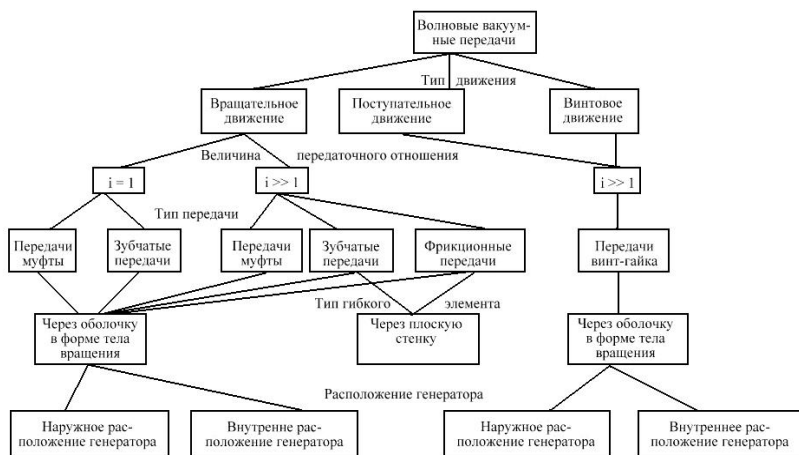 Волновые вакуум-
ные передачи
Тип движения
Вращательное
движение
Поступательное
движение
Винтовое
движение
Величина передаточного отношения
i = 1
i >> 1
i >> 1
Тип передачи
Передачи
муфты
Зубчатые
передачи
Передачи
муфты
Зубчатые
передачи
Фрикционные
передачи
Передачи
винт-гайка
Тип гибкого элемента
Через оболочку
в форме тела
вращения
Через плоскую
стенку
Через оболочку
в форме тела
вращения
Расположение генератора
Наружное рас-
положение генератора
Внутренне рас-
положение генератора
Наружное рас-
положение генератора
Внутреннее рас-
положение генератора